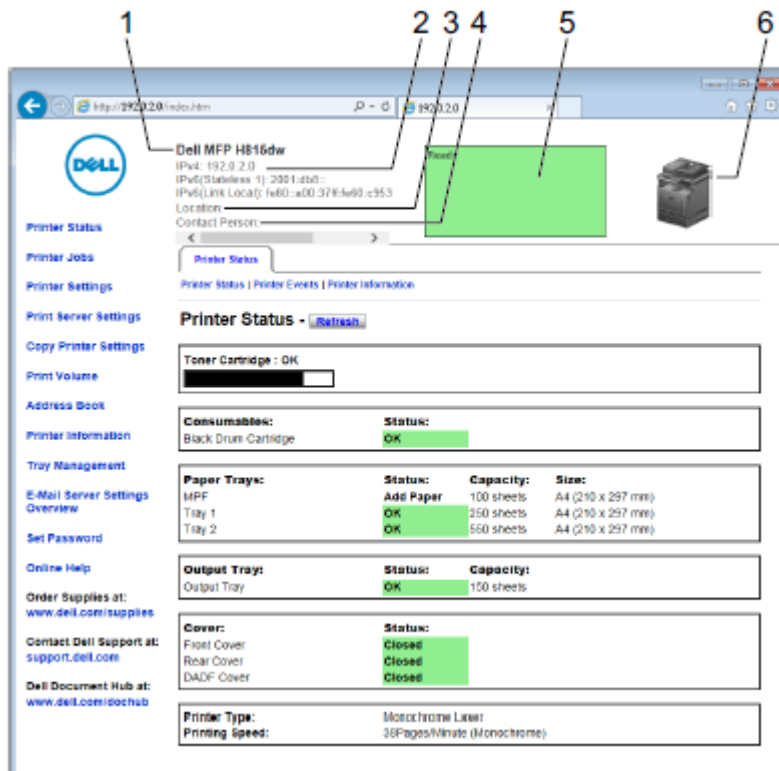 1 2 3 4 5 6
http://192.0.2.0/index.htm
192.0.2.0
DELL
Dell MFP H815dw
IPv4: 192.0.2.0
IPv6(Stateless 1): 2001:db8::
IPv6(Link Local): fe80::a00:37ff:fe60:c953
Location:
Contact Person:
Ready
Printer Status
Printer Jobs
Printer Settings
Print Server Settings
Copy Printer Settings
Print Volume
Address Book
Printer Information
Tray Management
E-Mail Server Settings
Overview
Set Password
Online Help
Order Supplies at:
www.dell.com/supplies
Contact Dell Support at:
support.dell.com
Dell Document Hub at:
www.dell.com/dochub
Printer Status
Printer Status | Printer Events | Printer Information
Printer Status - Refresh
Toner Cartridge : OK
Consumables: Status:
Black Drum Cartridge OK
Paper Trays: Status: Capacity: Size:
MPF Add Paper 100 sheets A4 (210 x 297 mm)
Tray 1 OK 250 sheets A4 (210 x 297 mm)
Tray 2 OK 550 sheets A4 (210 x 297 mm)
Output Tray: Status: Capacity:
Output Tray OK 150 sheets
Cover: Status:
Front Cover Closed
Rear Cover Closed
DADF Cover Closed
Printer Type: Monochrome Laser
Printing Speed: 38Pages/Minute (Monochrome)